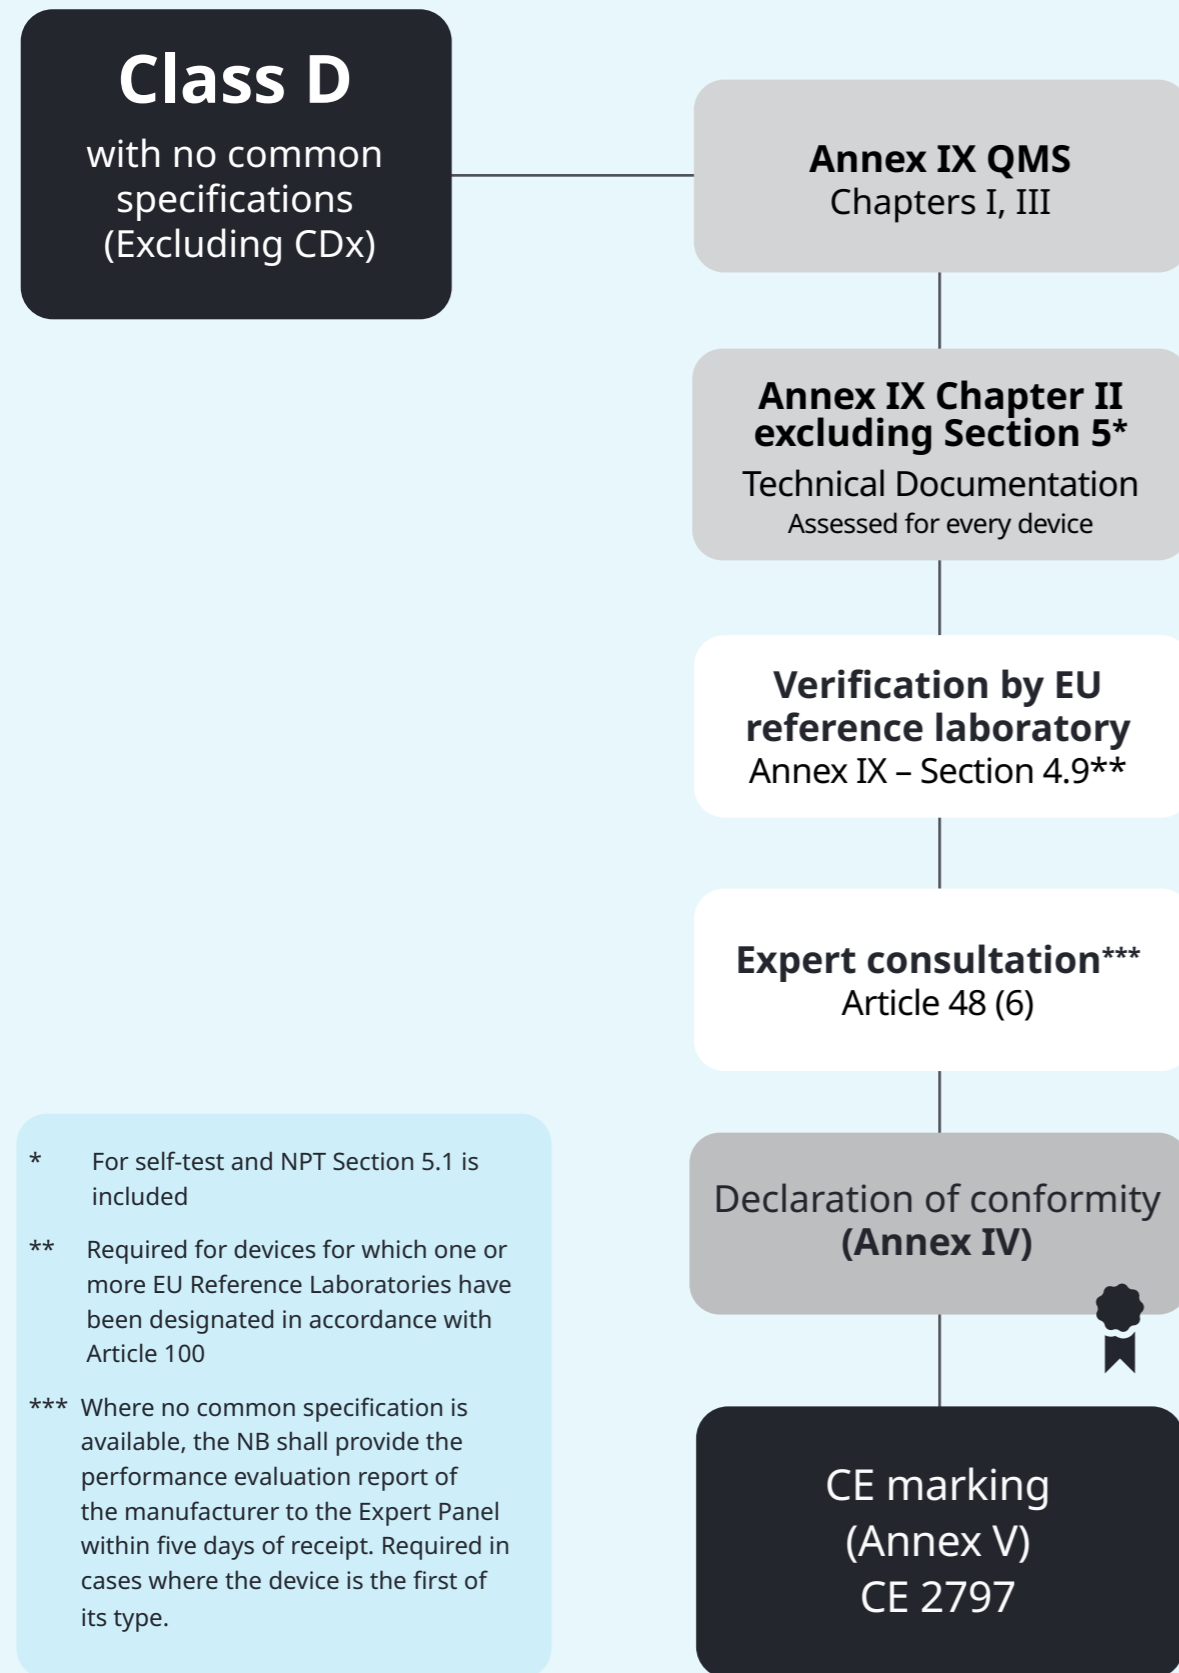 Class D
with no common
specifications
(Excluding CDx)
Annex IX QMS
Chapters I, III
Annex IX Chapter II
excluding Section 5*
Technical Documentation
Assessed for every device
Verification by EU
reference laboratory
Annex IX – Section 4.9**
Expert consultation***
Article 48 (6)
Declaration of conformity
(Annex IV)
CE marking
(Annex V)
CE 2797
* For self-test and NPT Section 5.1 is
included
** Required for devices for which one or
more EU Reference Laboratories have
been designated in accordance with
Article 100
*** Where no common specification is
available, the NB shall provide the
performance evaluation report of
the manufacturer to the Expert Panel
within five days of receipt. Required in
cases where the device is the first of
its type.